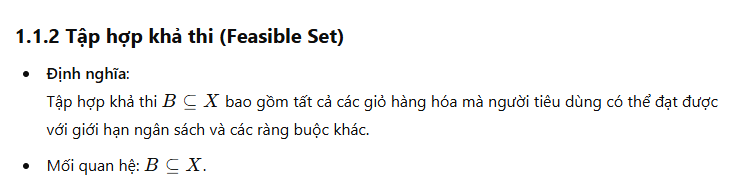 1.1.2 Tập hợp khả thi (Feasible Set)
• Định nghĩa:
Tập hợp khả thi B ⊆ X bao gồm tất cả các giỏ hàng hóa mà người tiêu dùng có thể đạt được
với giới hạn ngân sách và các ràng buộc khác.
• Mối quan hệ: B ⊆ X.